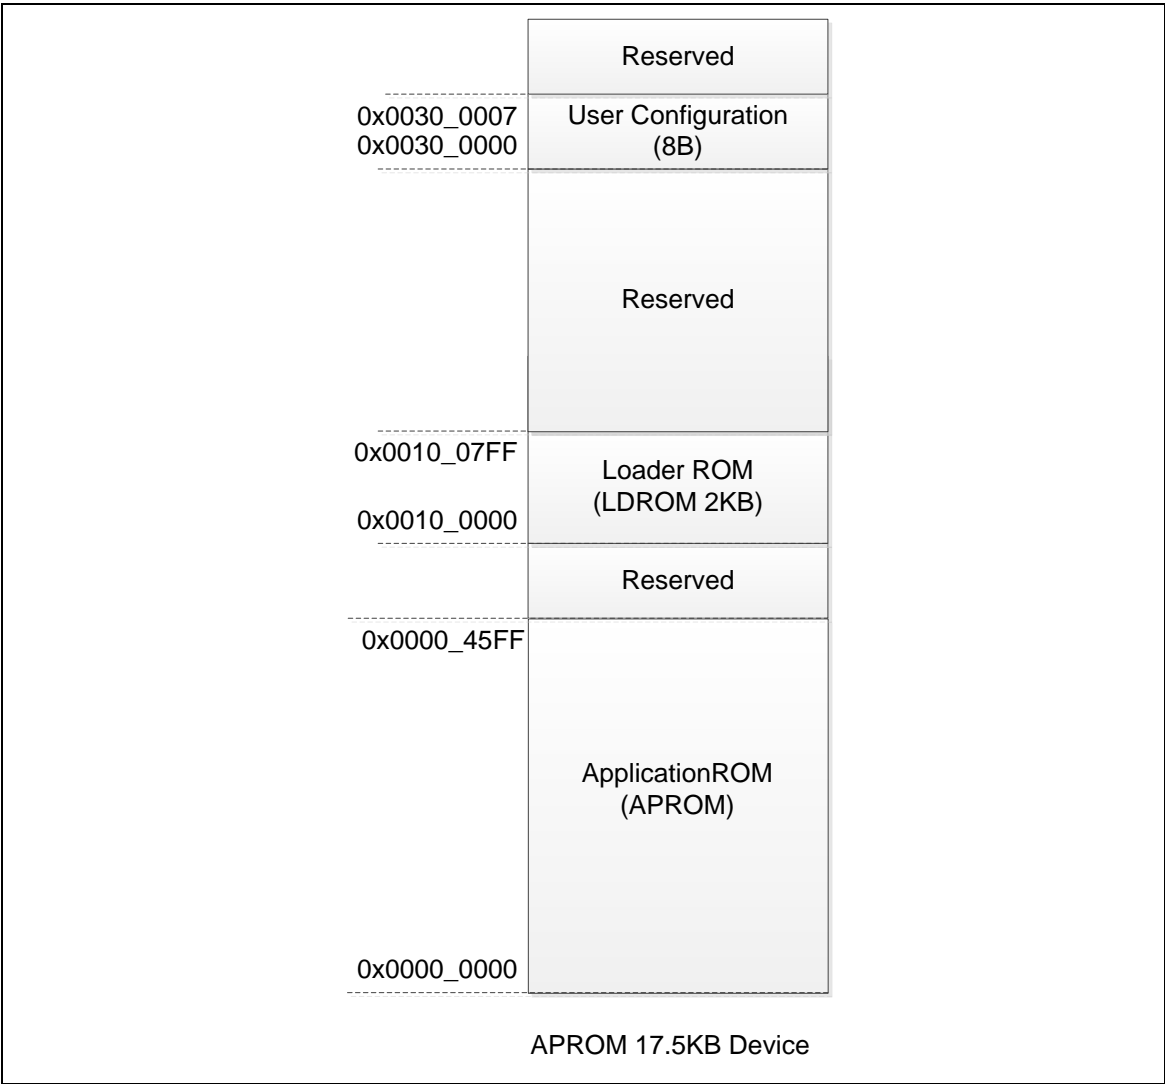 Reserved
0x0030_0007
0x0030_0000
User Configuration
(8B)
Reserved
0x0010_07FF
0x0010_0000
Loader ROM
(LDROM 2KB)
Reserved
0x0000_45FF
ApplicationROM
(APROM)
0x0000_0000
APROM 17.5KB Device